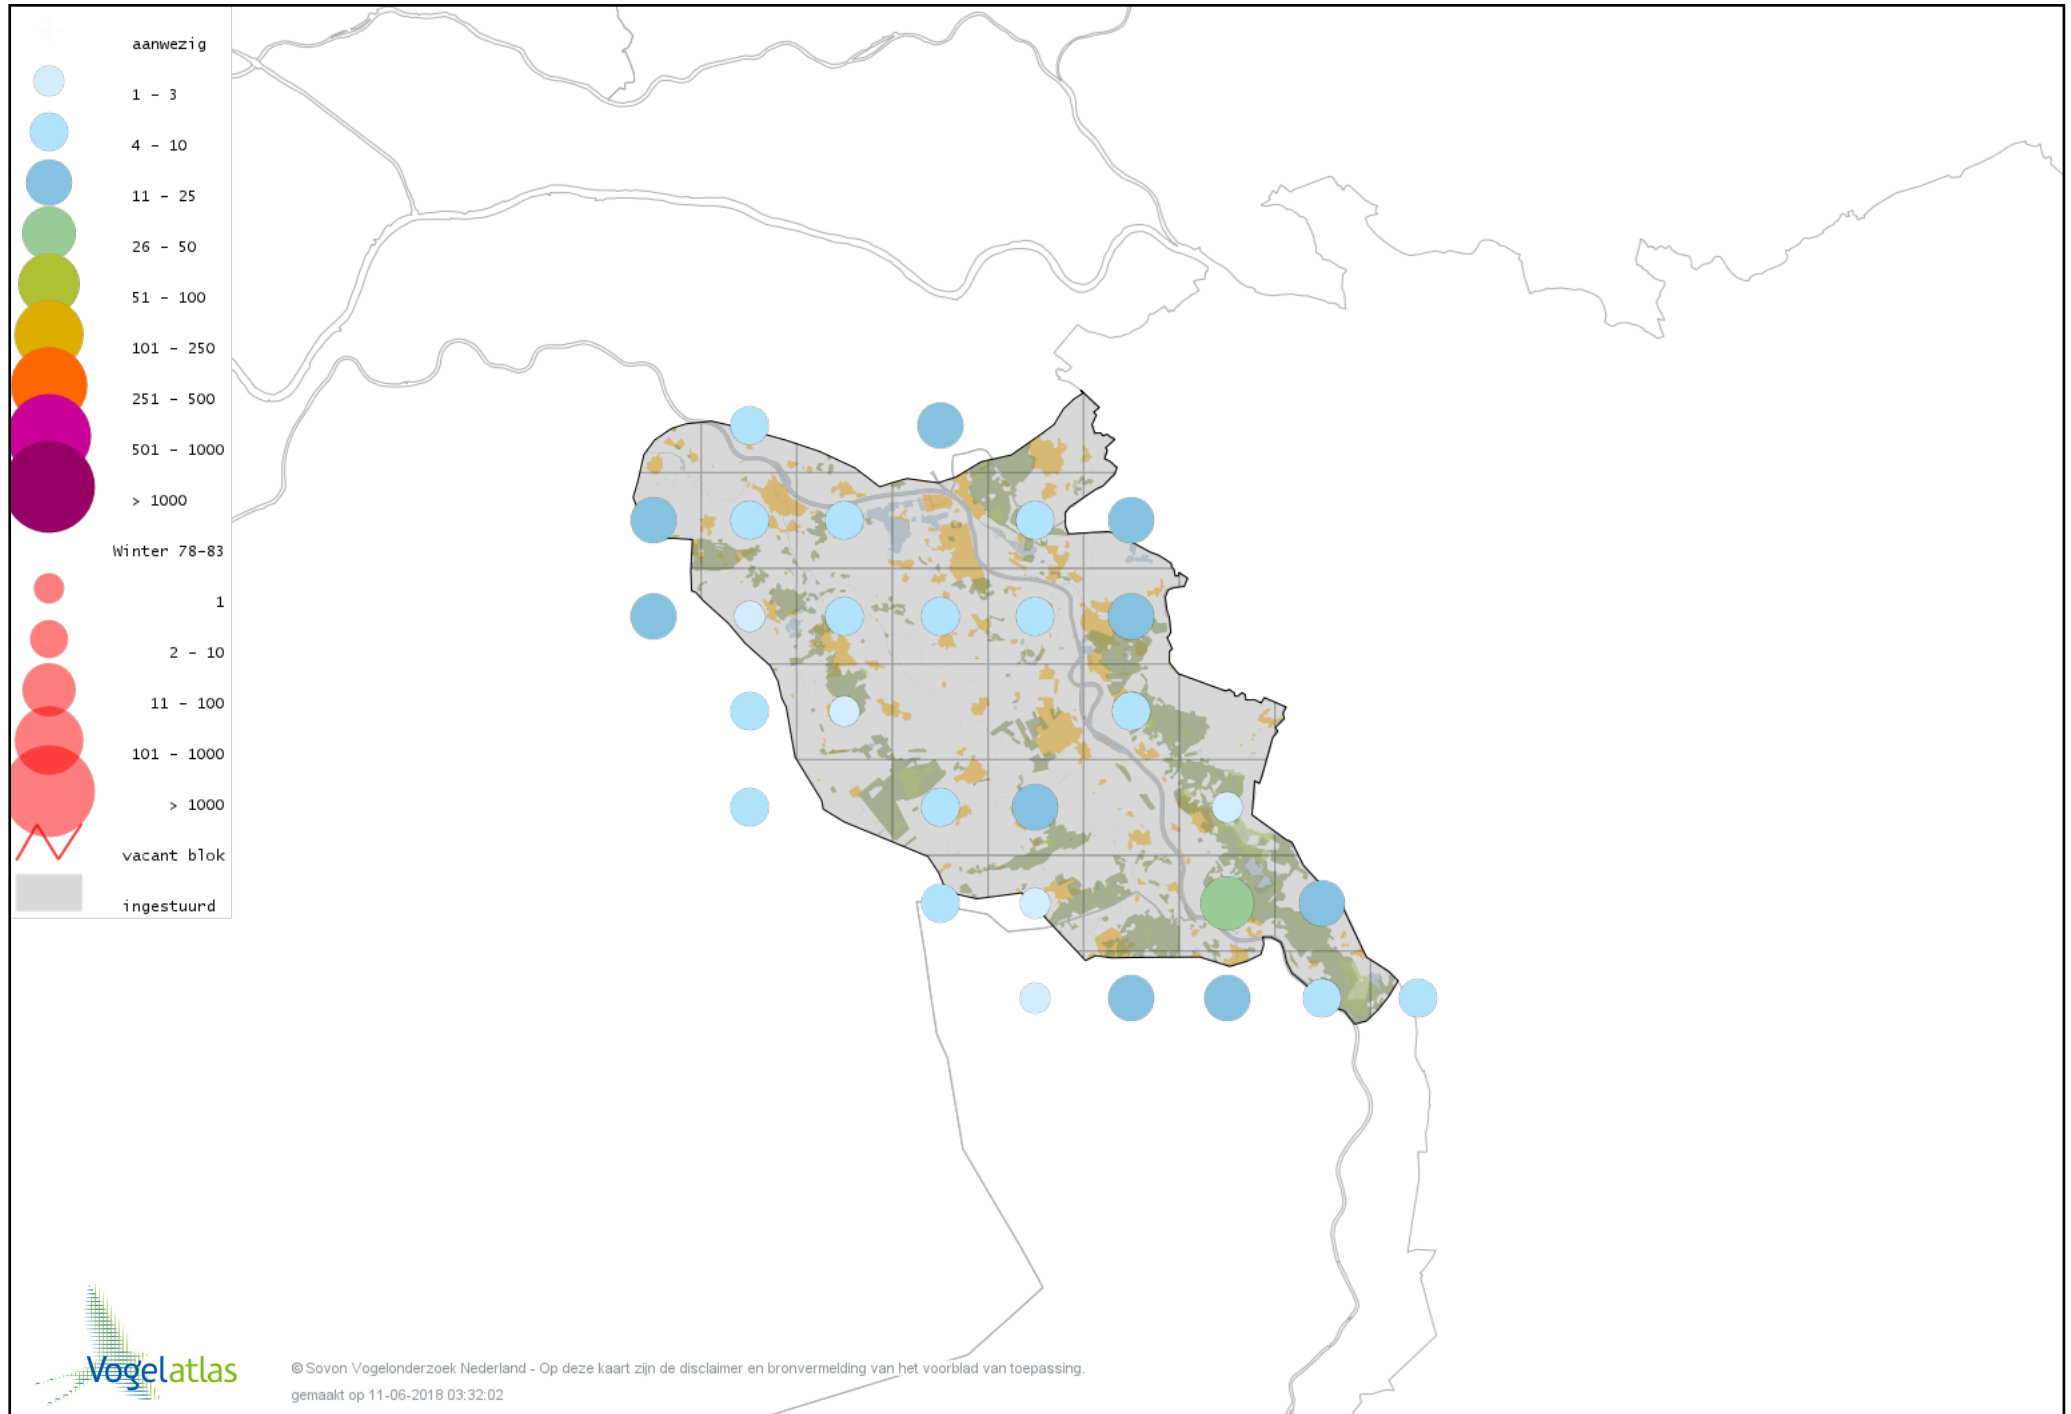 aanwezig
1 - 3
4 - 10
11 - 25
26 - 50
51 - 100
101 - 250
251 - 500
501 - 1000
> 1000
Winter 78-83
1
2 - 10
11 - 100
101 - 1000
> 1000
vacant blok
ingestuurd
Vogelatlas
© Sovon Vogelonderzoek Nederland - Op deze kaart zijn de disclaimer en bronvermelding van het voorblad van toepassing.
gemaakt op 11-06-2018 03:32:02